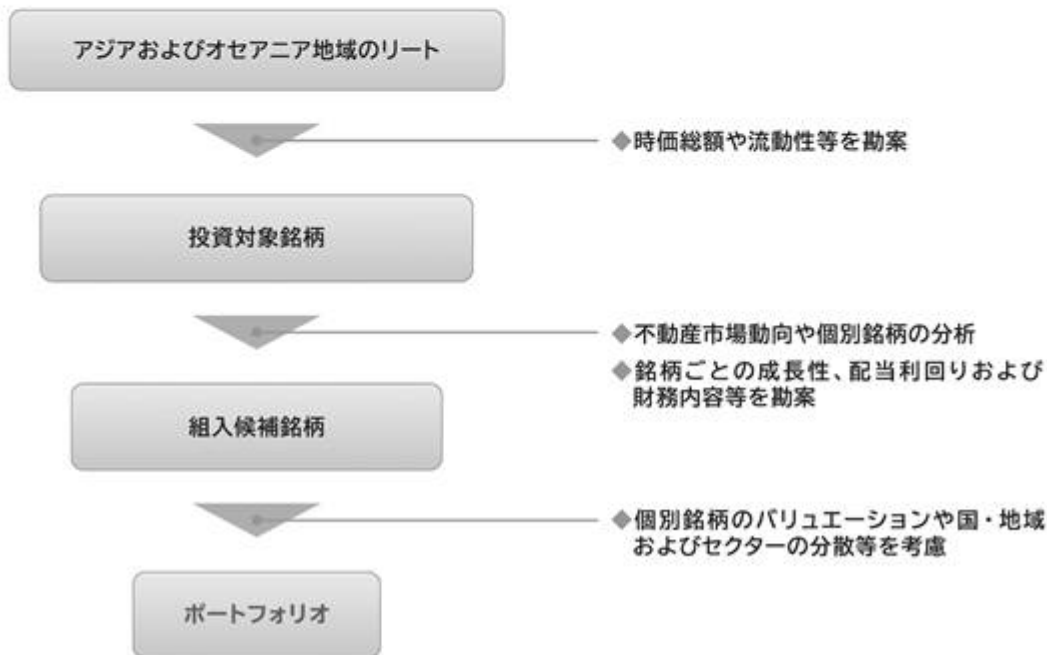 アジアおよびオセアニア地域のリート
◆時価総額や流動性等を勘案
投資対象銘柄
◆不動産市場動向や個別銘柄の分析
◆銘柄ごとの成長性、配当利回りおよび
財務内容等を勘案
組入候補銘柄
◆個別銘柄のバリュエーションや国・地域
およびセクターの分散等を考慮
ポートフォリオ